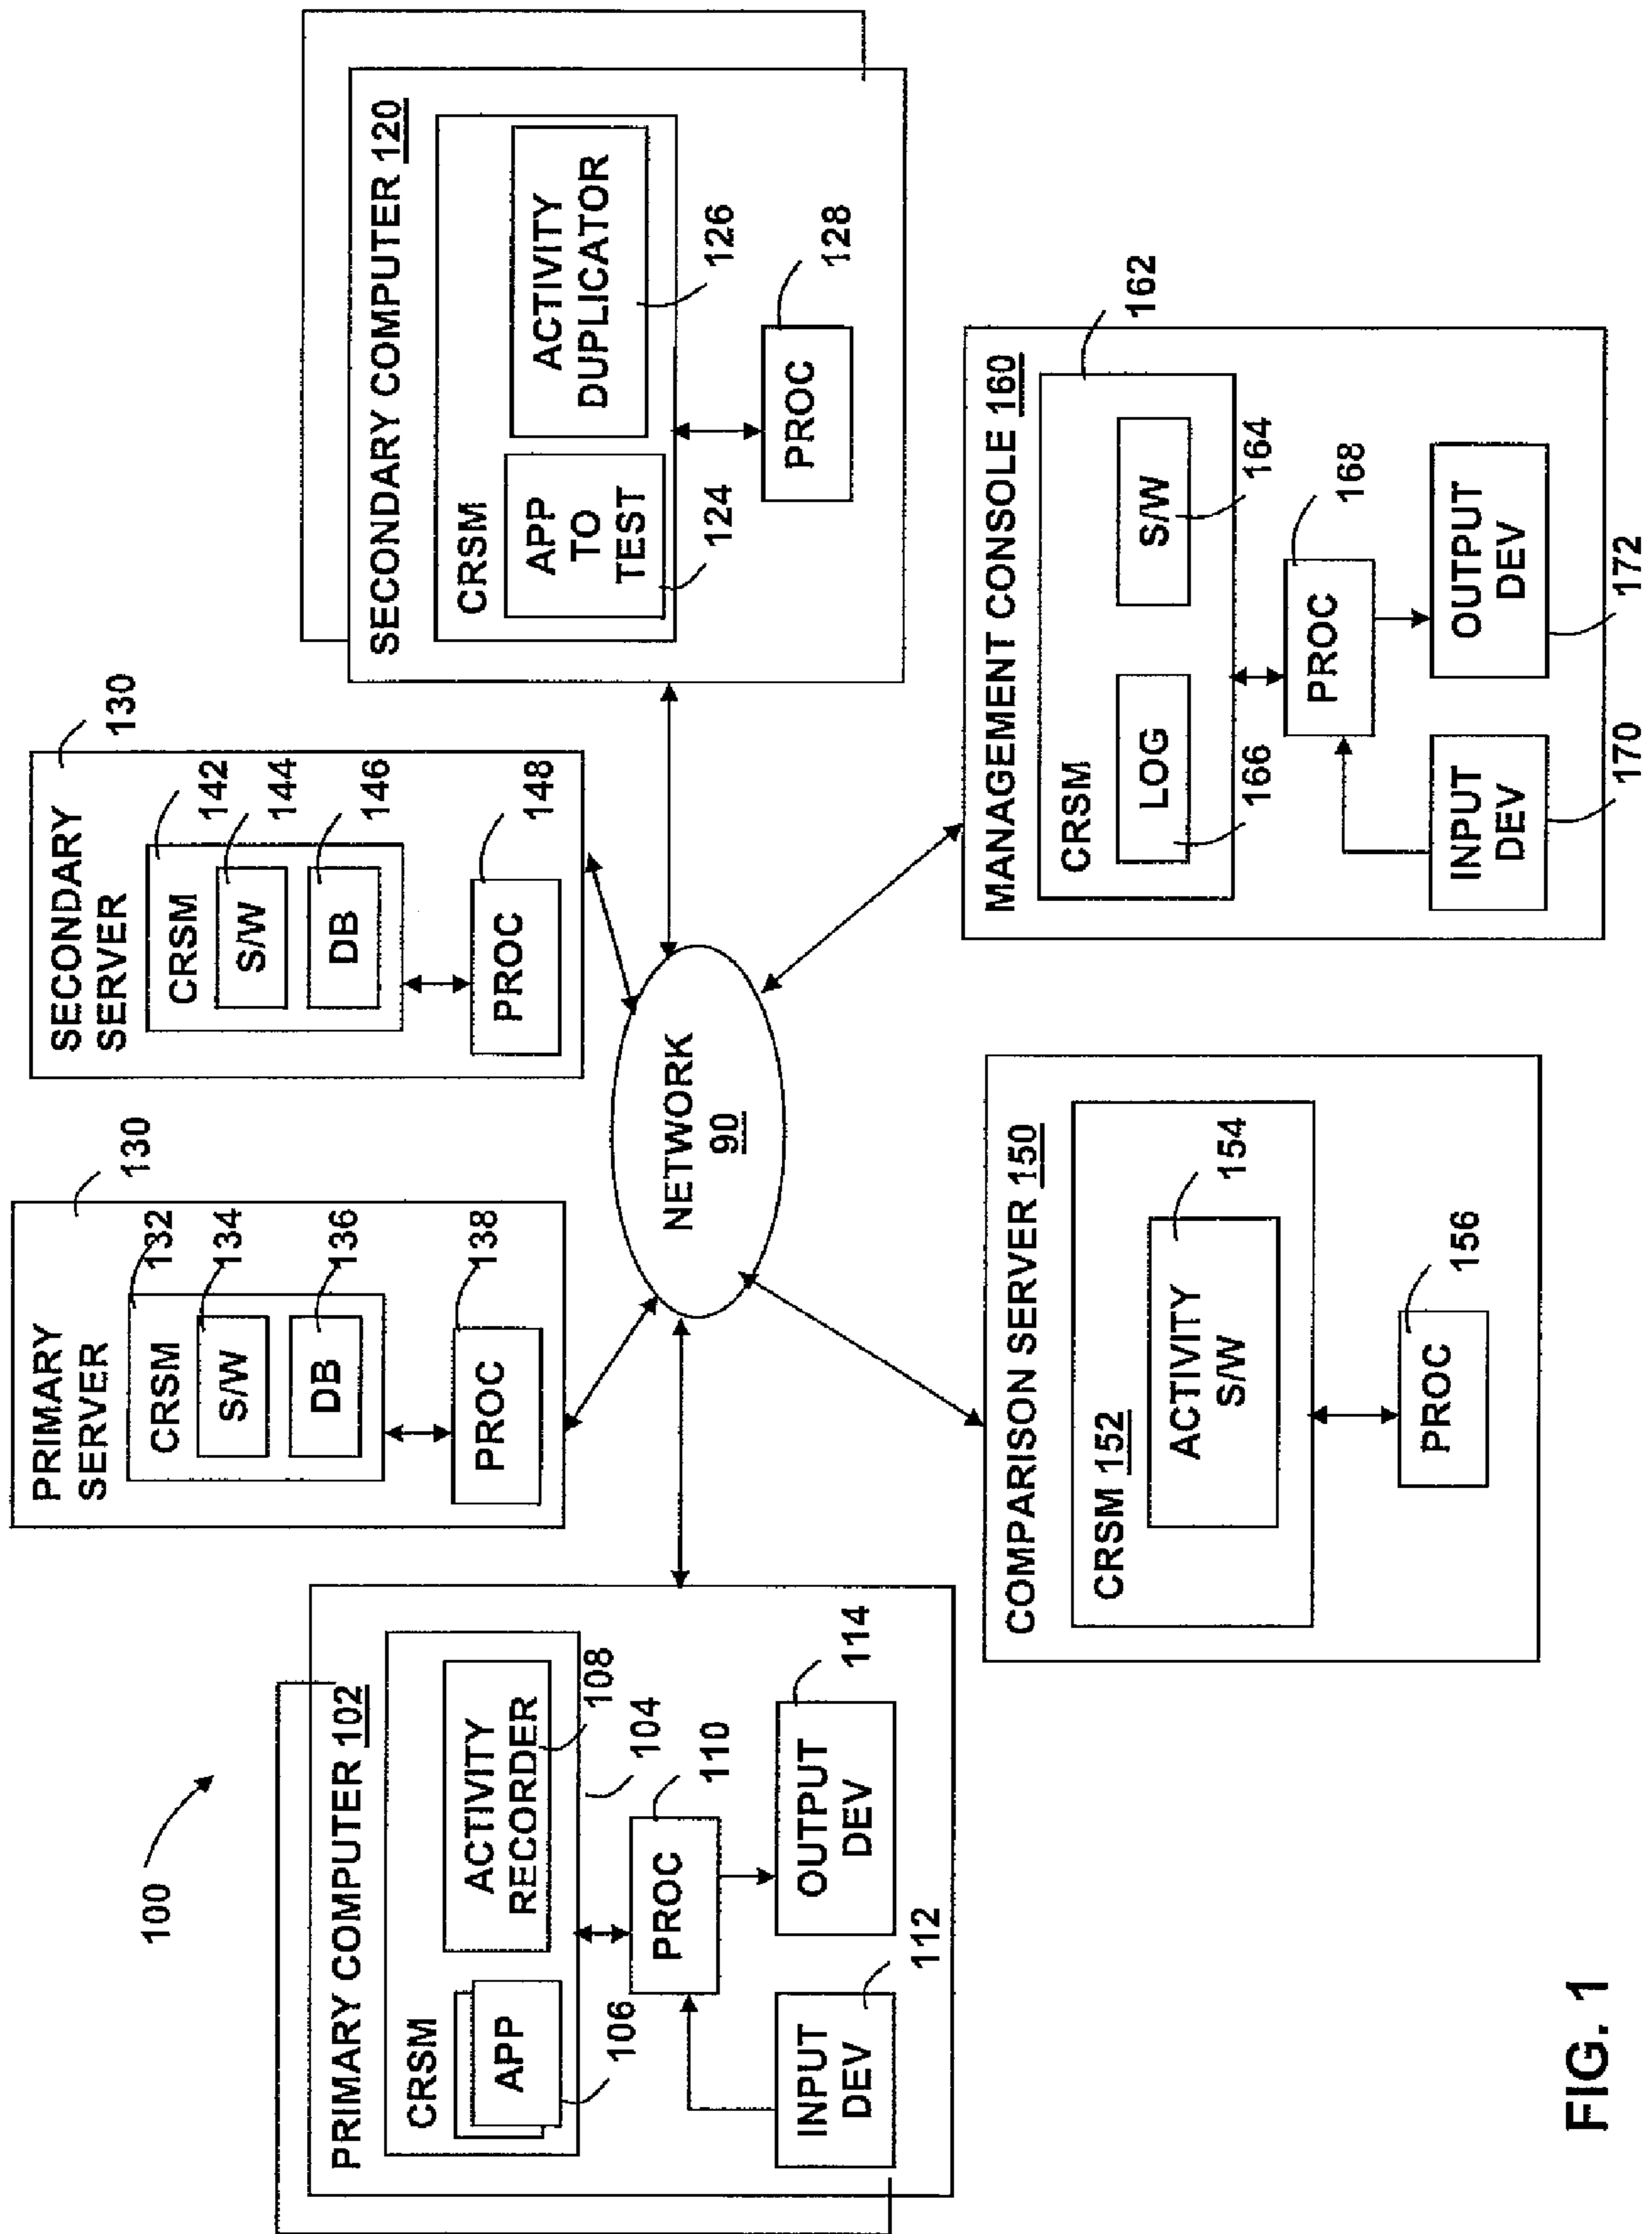 100
PRIMARY COMPUTER 102
CRSM
APP
106
ACTIVITY
RECORDER
108
104
PROC
110
INPUT
DEV
112
OUTPUT
DEV
114
PRIMARY
SERVER
130
CRSM
132
S/W
134
DB
136
PROC
138
SECONDARY
SERVER
130
CRSM
142
S/W
144
DB
146
PROC
148
SECONDARY COMPUTER 120
CRSM
APP
TO
TEST
124
ACTIVITY
DUPLICATOR
126
PROC
128
NETWORK
90
COMPARISON SERVER 150
CRSM 152
ACTIVITY
S/W
154
PROC
156
MANAGEMENT CONSOLE 160
CRSM
162
LOG
166
S/W
164
PROC
168
INPUT
DEV
170
OUTPUT
DEV
172
FIG. 1